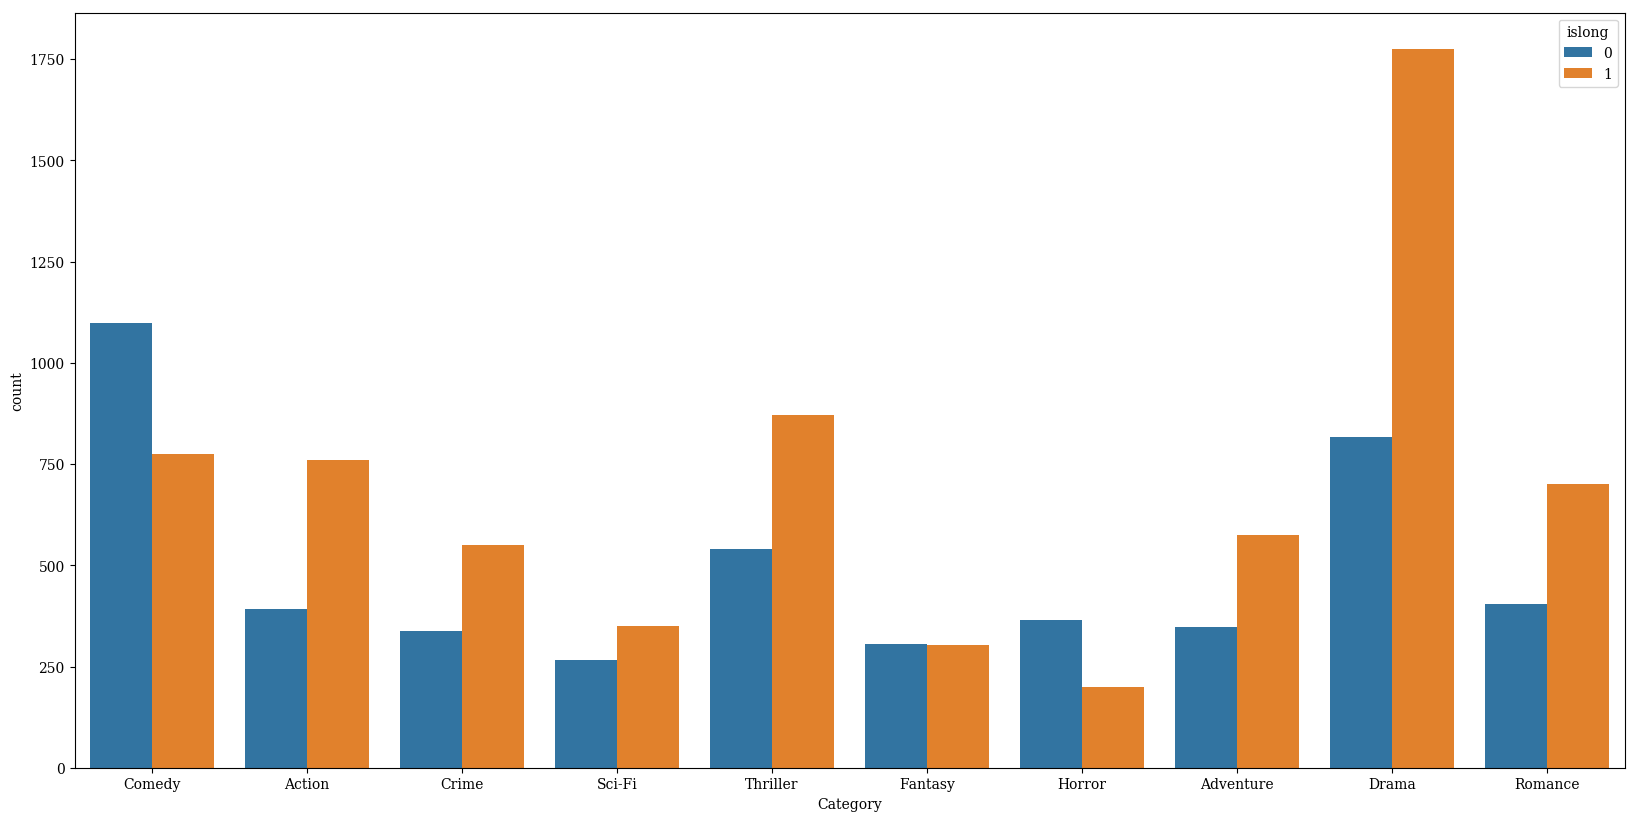 islong
0
1
1750
1500
1250
1000
750
500
250
0
count
Comedy Action Crime Sci-Fi Thriller Fantasy Horror Adventure Drama Romance
Category